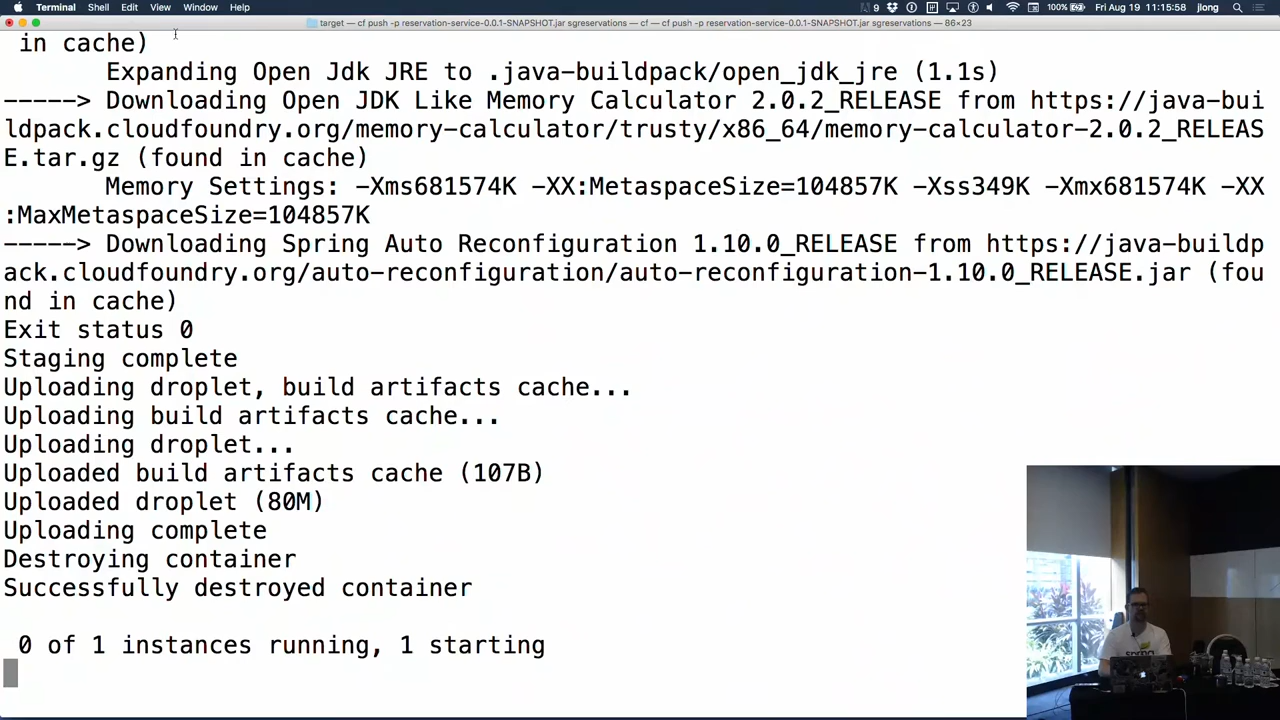 Terminal Shell Edit View Window Help 9 100% Fri Aug 19 11:15:58 jlong
target — cf push -p reservation-service-0.0.1-SNAPSHOT.jar sgreservations — cf — cf push -p reservation-service-0.0.1-SNAPSHOT.jar sgreservations — 86×23
in cache)
Expanding Open Jdk JRE to .java-buildpack/open_jdk_jre (1.1s)
-----> Downloading Open JDK Like Memory Calculator 2.0.2_RELEASE from https://java-bui
ldpack.cloudfoundry.org/memory-calculator/trusty/x86_64/memory-calculator-2.0.2_RELEAS
E.tar.gz (found in cache)
Memory Settings: -Xms681574K -XX:MetaspaceSize=104857K -Xss349K -Xmx681574K -XX
:MaxMetaspaceSize=104857K
-----> Downloading Spring Auto Reconfiguration 1.10.0_RELEASE from https://java-buildp
ack.cloudfoundry.org/auto-reconfiguration/auto-reconfiguration-1.10.0_RELEASE.jar (fou
nd in cache)
Exit status 0
Staging complete
Uploading droplet, build artifacts cache...
Uploading build artifacts cache...
Uploading droplet...
Uploaded build artifacts cache (107B)
Uploaded droplet (80M)
Uploading complete
Destroying container
Successfully destroyed container
0 of 1 instances running, 1 starting